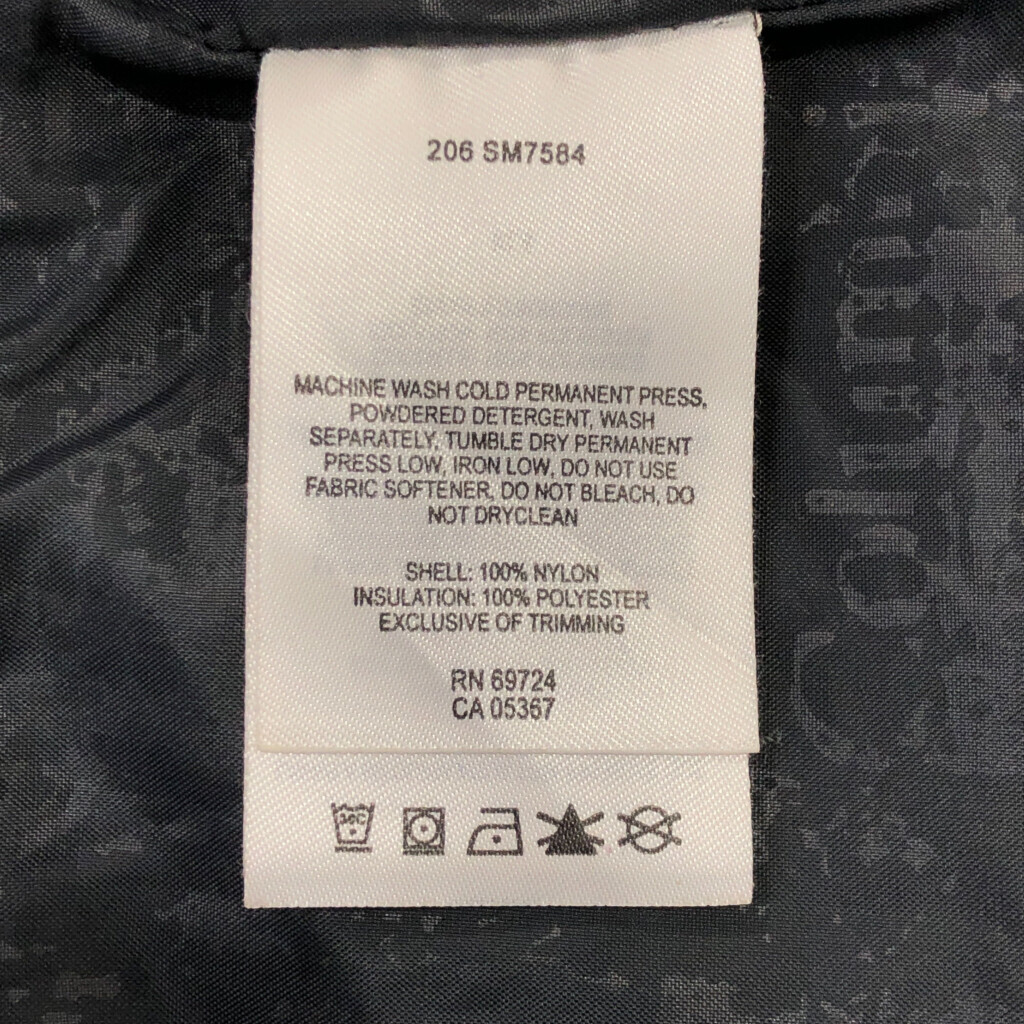 206 SM7584
MACHINE WASH COLD PERMANENT PRESS,
POWDERED DETERGENT, WASH
SEPARATELY, TUMBLE DRY PERMANENT
PRESS LOW, IRON LOW, DO NOT USE
FABRIC SOFTENER, DO NOT BLEACH, DO
NOT DRYCLEAN
SHELL: 100% NYLON
INSULATION: 100% POLYESTER
EXCLUSIVE OF TRIMMING
RN 69724
CA 05367
30C
Columbia